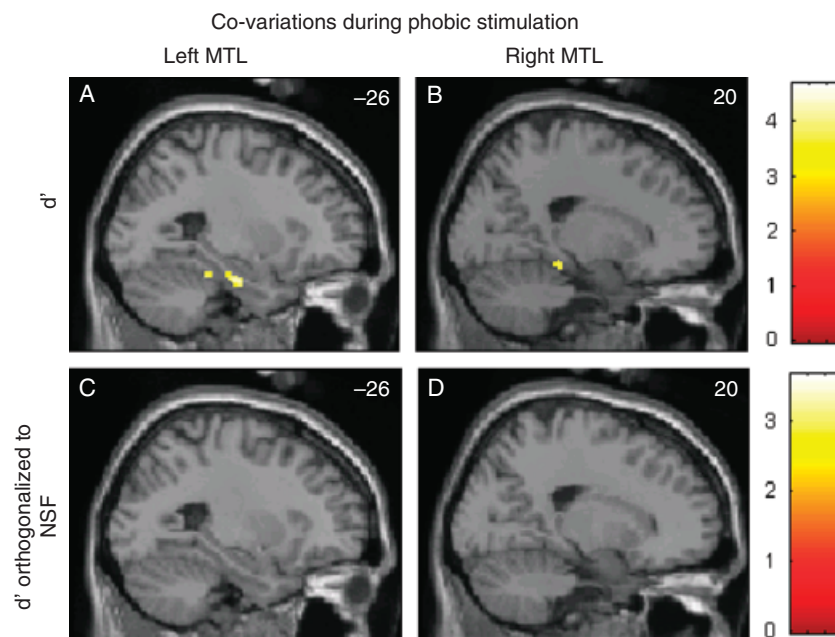 Co-variations during phobic stimulation
Left MTL
Right MTL
d'
A
–26
B
20
4
3
2
1
0
d' orthogonalized to
NSF
C
–26
D
20
3
2
1
0